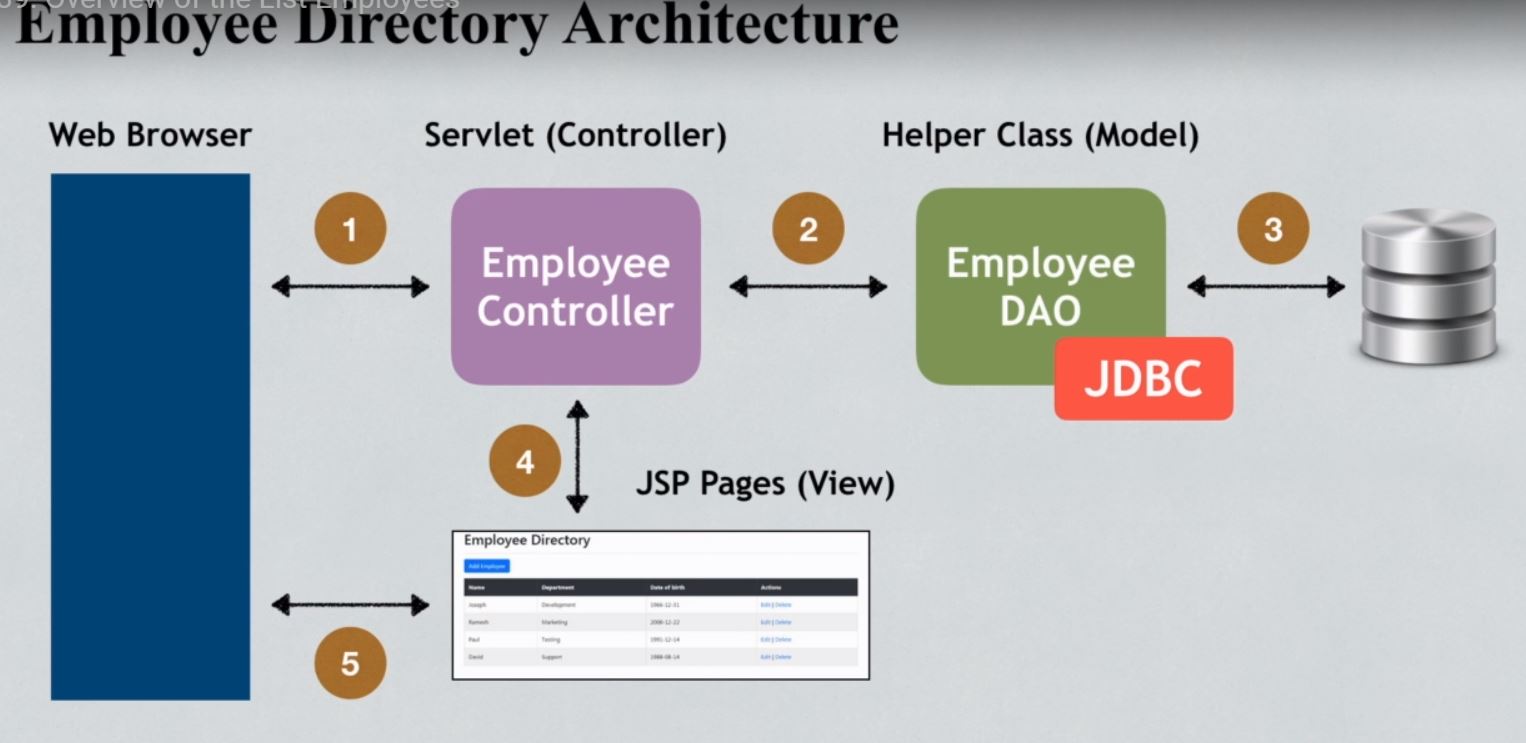 59. Overview of the List Employees
Employee Directory Architecture
Web Browser
Servlet (Controller)
Helper Class (Model)
1
2
3
Employee
Controller
Employee
DAO
JDBC
4
JSP Pages (View)
Employee Directory
Add Employee
Name Department Date of birth Actions
Joseph Development 1966-12-31 Edit | Delete
Ramesh Marketing 2008-12-22 Edit | Delete
Paul Testing 1991-12-14 Edit | Delete
David Support 1988-08-14 Edit | Delete
5